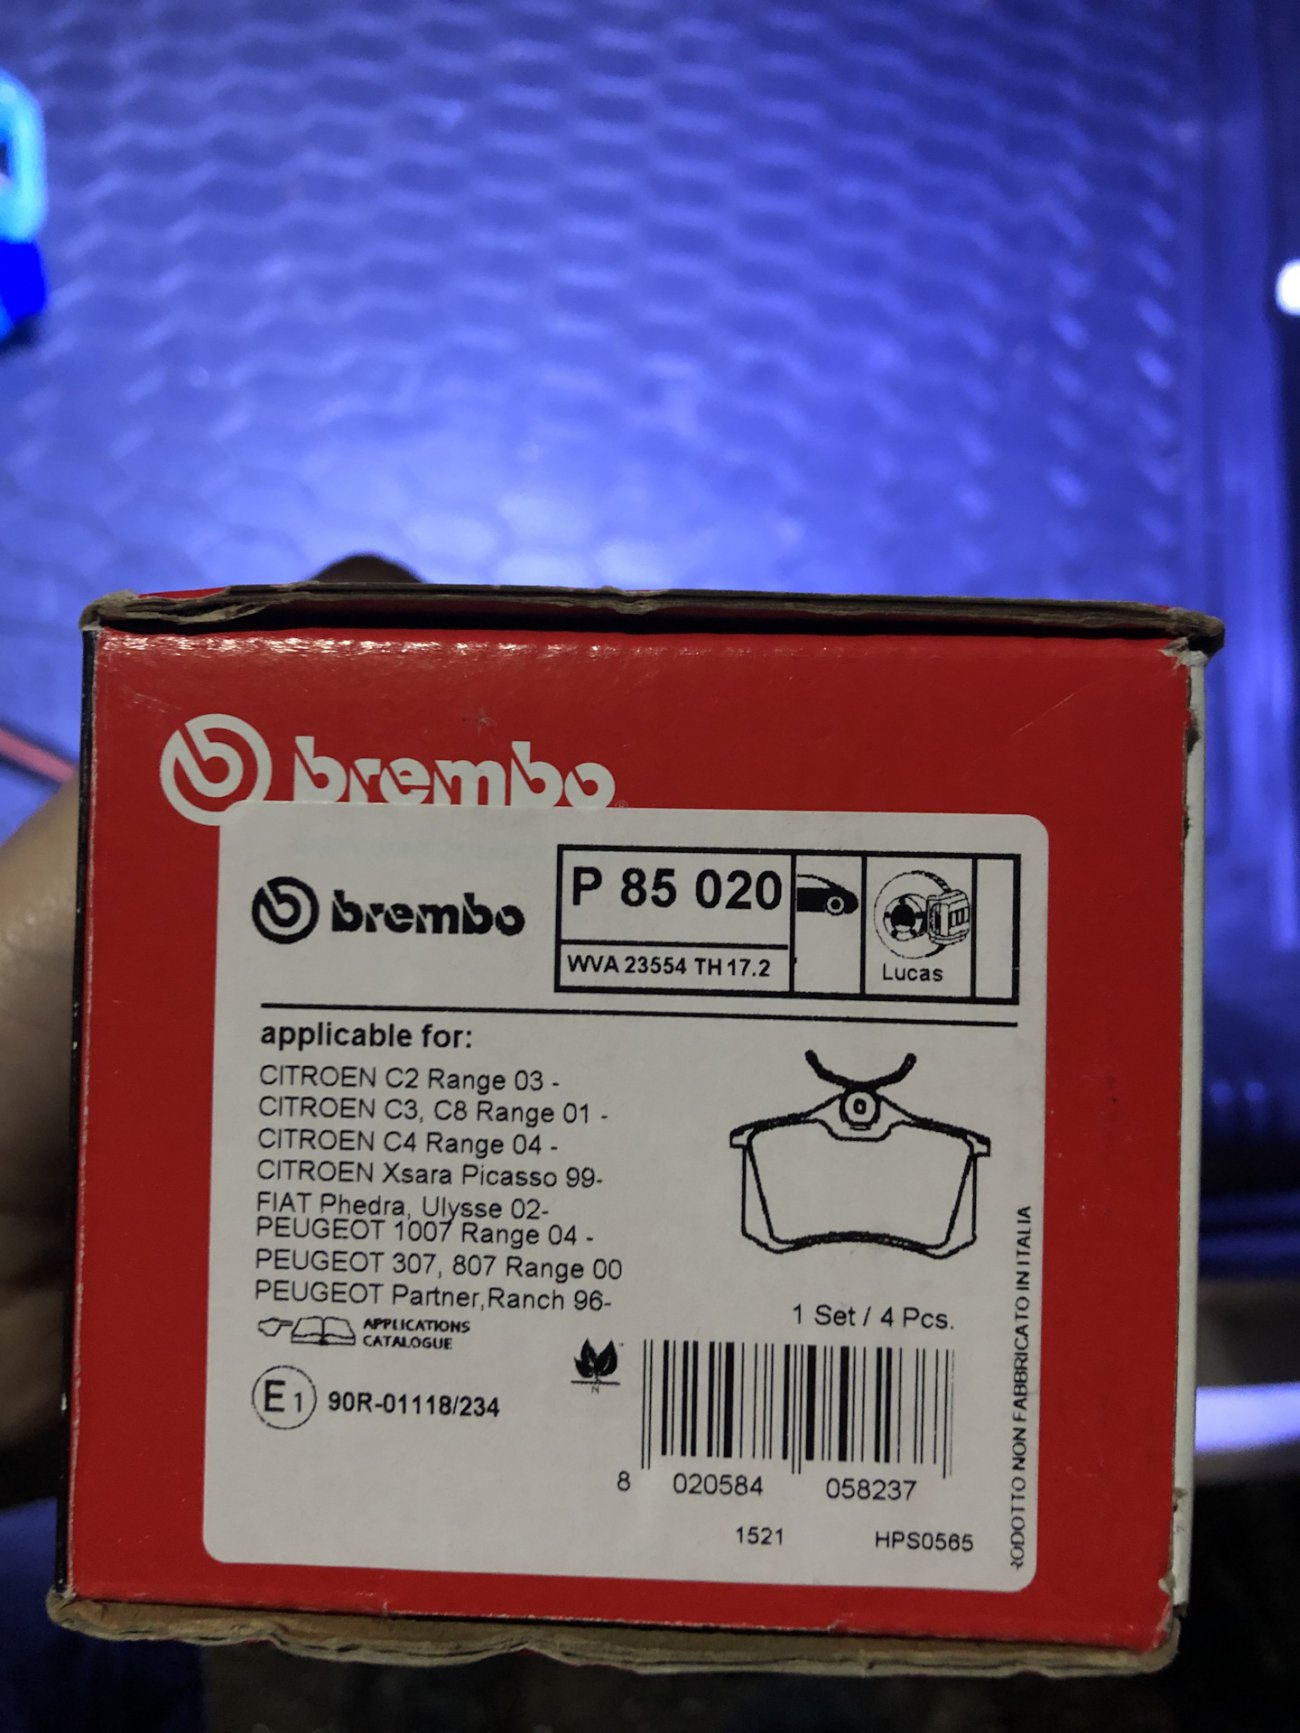 brembo
brembo
P 85 020
WVA 23554 TH 17.2
Lucas
applicable for:
CITROEN C2 Range 03 -
CITROEN C3, C8 Range 01 -
CITROEN C4 Range 04 -
CITROEN Xsara Picasso 99-
FIAT Phedra, Ulysse 02-
PEUGEOT 1007 Range 04 -
PEUGEOT 307, 807 Range 00
PEUGEOT Partner,Ranch 96-
APPLICATIONS
CATALOGUE
1 Set / 4 Pcs.
E1 90R-01118/234
N
8 020584 058237
1521 HPS0565
RODOTTO NON FABBRICATO IN ITALIA